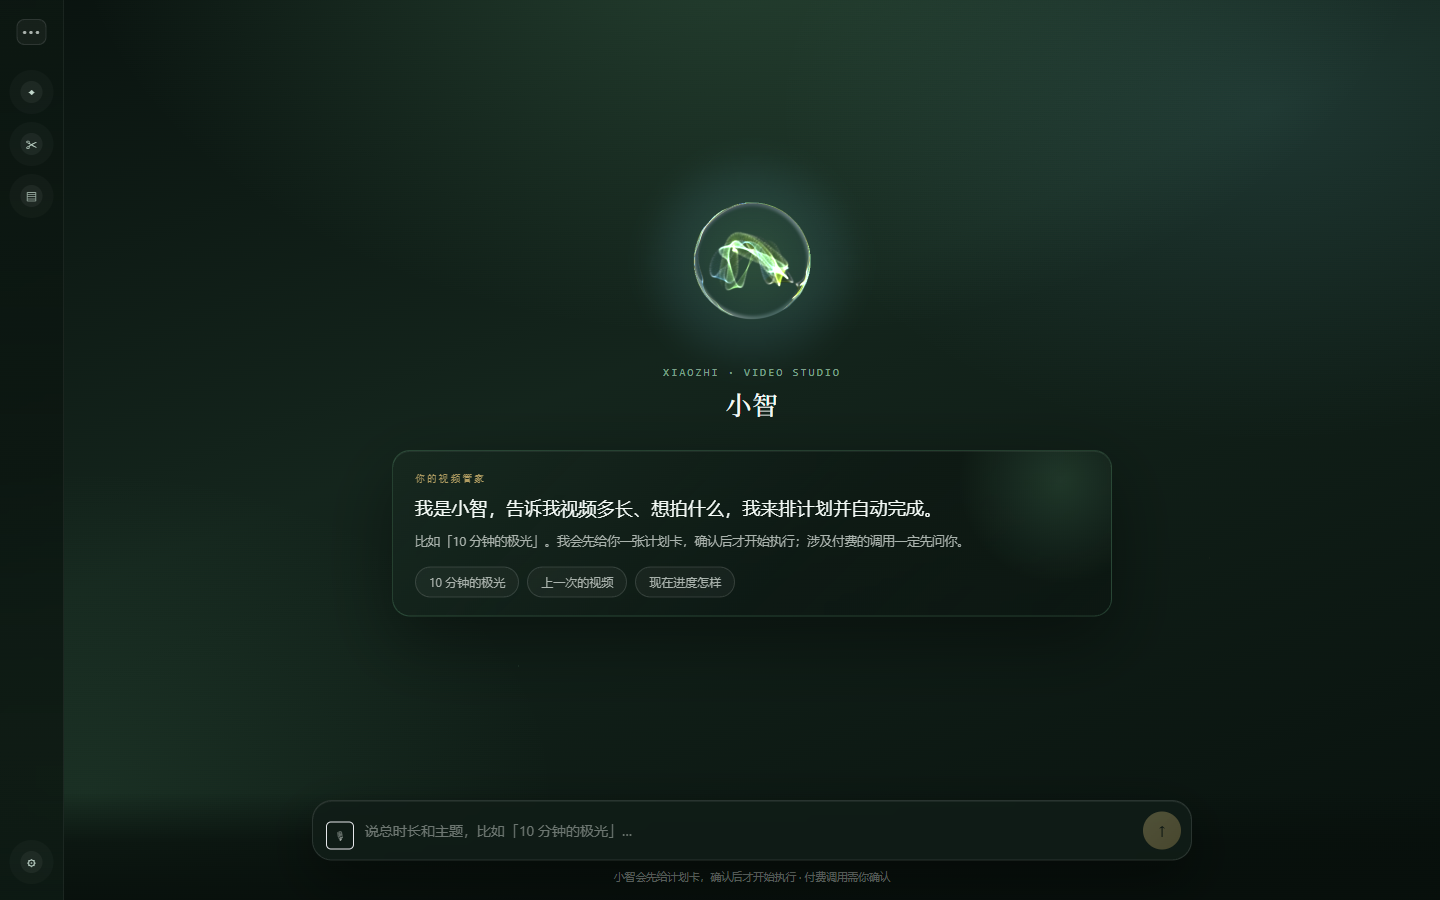 XIAOZHI · VIDEO STUDIO
小智
你的视频管家
我是小智，告诉我视频多长、想拍什么，我来排计划并自动完成。
比如「10 分钟的极光」。我会先给你一张计划卡，确认后才开始执行；涉及付费的调用一定先问你。
10 分钟的极光
上一次的视频
现在进度怎样
说总时长和主题，比如「10 分钟的极光」...
小智会先给计划卡，确认后才开始执行 · 付费调用需你确认